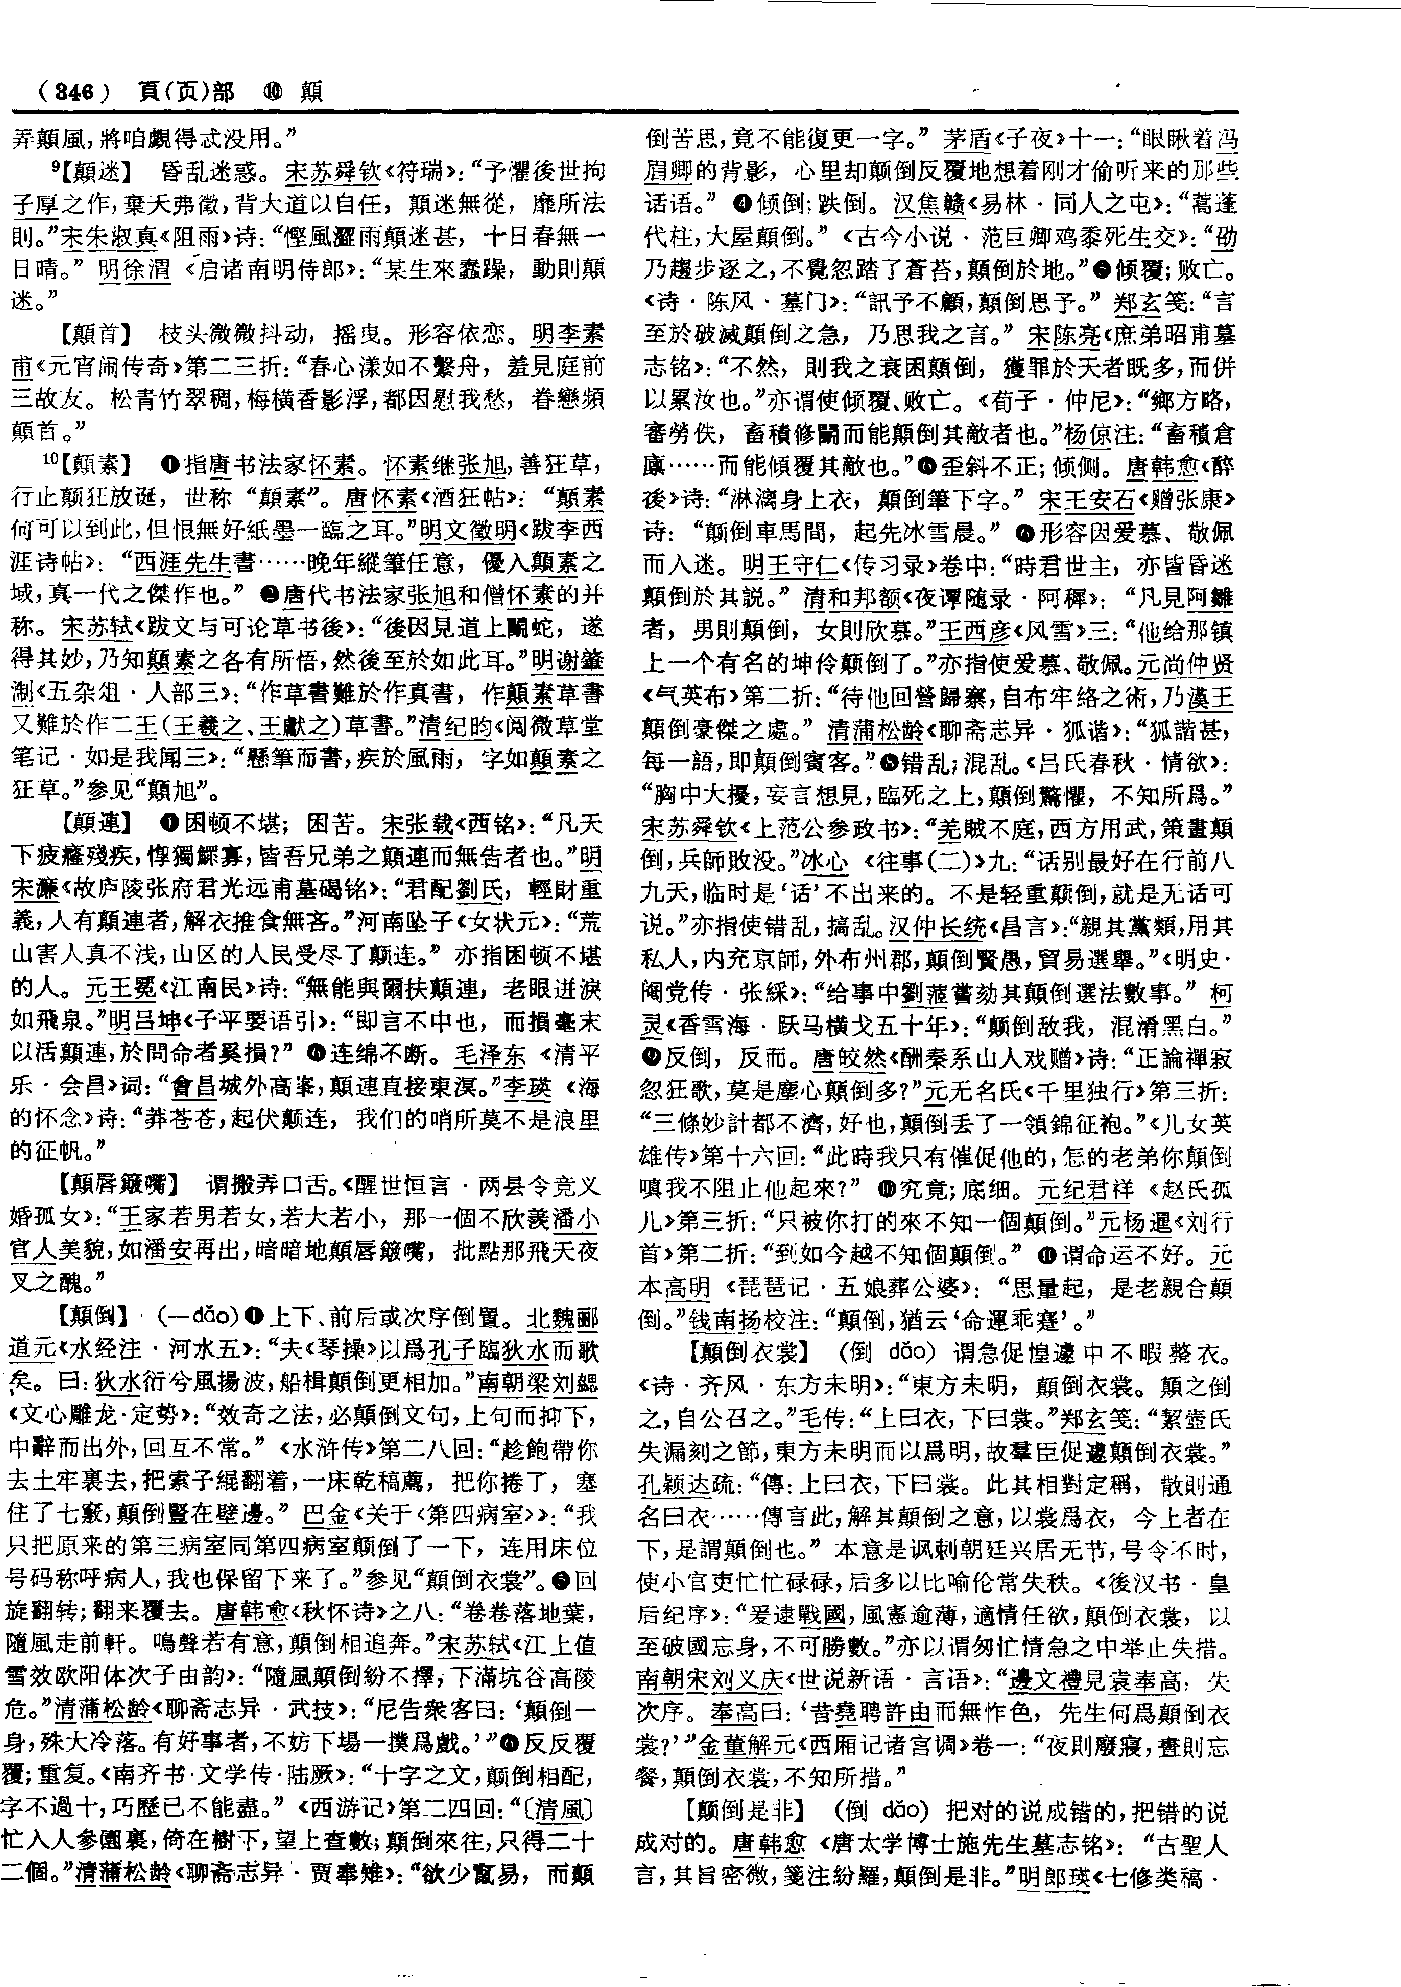 (346) 頁(页)部 ⑩ 顛
弄顛風,將咱覷得忒没用。”
⁹【顛迷】 昏乱迷惑。宋苏舜钦《符瑞》:“予懼後世拘
子厚之作,棄天弗徵,背大道以自任,顛迷無從,靡所法
則。”宋朱淑真《阻雨》诗:“慳風澀雨顛迷甚,十日春無一
日晴。”明徐渭《启诸南明侍郎》:“某生來蠢躁,動則顛
迷。”
【顛首】 枝头微微抖动,摇曳。形容依恋。明李素
甫《元宵闹传奇》第二三折:“春心漾如不繫舟,羞見庭前
三故友。松青竹翠稠,梅橫香影浮,都因慰我愁,眷戀頻
顛首。”
¹⁰【顛素】 ❶指唐书法家怀素。怀素继张旭,善狂草,
行止颠狂放诞,世称“顛素”。唐怀素《酒狂帖》:“顛素
何可以到此,但恨無好紙墨一臨之耳。”明文徵明《跋李西
涯诗帖》:“西涯先生書……晚年縱筆任意,優入顛素之
域,真一代之傑作也。”❷唐代书法家张旭和僧怀素的并
称。宋苏轼《跋文与可论草书後》:“後因見道上鬭蛇,遂
得其妙,乃知顛素之各有所悟,然後至於如此耳。”明谢肇
淛《五杂俎·人部三》:“作草書難於作真書,作顛素草書
又難於作二王(王羲之、王獻之)草書。”清纪昀《阅微草堂
笔记·如是我闻三》:“懸筆而書,疾於風雨,字如顛素之
狂草。”参见“顛旭”。
【顛連】 ❶困顿不堪;困苦。宋张载《西铭》:“凡天
下疲癃殘疾,惸獨鰥寡,皆吾兄弟之顛連而無告者也。”明
宋濂《故庐陵张府君光远甫墓碣铭》:“君配劉氏,輕財重
義,人有顛連者,解衣推食無吝。”河南坠子《女状元》:“荒
山害人真不浅,山区的人民受尽了颠连。”亦指困顿不堪
的人。元王冕《江南民》诗:“無能與爾扶顛連,老眼迸淚
如飛泉。”明吕坤《子平要语引》:“即言不中也,而損毫末
以活顛連,於問命者奚損?”❷连绵不断。毛泽东《清平
乐·会昌》词:“會昌城外高峯,顛連直接東溟。”李瑛《海
的怀念》诗:“莽苍苍,起伏颠连,我们的哨所莫不是浪里
的征帆。”
【顛唇簸嘴】 谓搬弄口舌。《醒世恒言·两县令竞义
婚孤女》:“王家若男若女,若大若小,那一個不欣羨潘小
官人美貌,如潘安再出,暗暗地顛唇簸嘴,批點那飛天夜
叉之醜。”
【顛倒】 (—dǎo)❶上下、前后或次序倒置。北魏郦
道元《水经注·河水五》:“夫《琴操》以爲孔子臨狄水而歌
矣。曰:狄水衍兮風揚波,船楫顛倒更相加。”南朝梁刘勰
《文心雕龙·定勢》:“效奇之法,必顛倒文句,上句而抑下,
中辭而出外,回互不常。”《水浒传》第二八回:“趁飽帶你
去土牢裏去,把索子綑翻着,一床乾稿薦,把你捲了,塞
住了七竅,顛倒豎在壁邊。”巴金《关于〈第四病室〉》:“我
只把原来的第三病室同第四病室颠倒了一下,连用床位
号码称呼病人,我也保留下来了。”参见“顛倒衣裳”。❷回
旋翻转;翻来覆去。唐韩愈《秋怀诗》之八:“卷卷落地葉,
隨風走前軒。鳴聲若有意,顛倒相追奔。”宋苏轼《江上值
雪效欧阳体次子由韵》:“隨風顛倒紛不擇,下滿坑谷高陵
危。”清蒲松龄《聊斋志异·武技》:“尼告衆客曰:‘顛倒一
身,殊大冷落。有好事者,不妨下場一撲爲戲。’”❸反反覆
覆;重复。《南齐书·文学传·陆厥》:“十字之文,颠倒相配,
字不過十,巧歷已不能盡。”《西游记》第二四回:“〔清風〕
忙入人參園裏,倚在樹下,望上查數;顛倒來往,只得二十
二個。”清蒲松龄《聊斋志异·贾奉雉》:“欲少竄易,而顛
倒苦思,竟不能復更一字。”茅盾《子夜》十一:“眼瞅着冯
眉卿的背影,心里却颠倒反覆地想着刚才偷听来的那些
话语。”❹倾倒;跌倒。汉焦赣《易林·同人之屯》:“蒿蓬
代柱,大屋顛倒。”《古今小说·范巨卿鸡黍死生交》:“劭
乃趨步逐之,不覺忽踏了蒼苔,顛倒於地。”❺倾覆;败亡。
《诗·陈风·墓门》:“訊予不顧,顛倒思予。”郑玄笺:“言
至於破滅顛倒之急,乃思我之言。”宋陈亮《庶弟昭甫墓
志铭》:“不然,則我之衰困顛倒,獲罪於天者既多,而併
以累汝也。”亦谓使倾覆、败亡。《荀子·仲尼》:“鄉方略,
審勞佚,畜積修鬭而能顛倒其敵者也。”杨倞注:“畜積倉
廩……而能傾覆其敵也。”❻歪斜不正;倾侧。唐韩愈《醉
後》诗:“淋漓身上衣,顛倒筆下字。”宋王安石《赠张康》
诗:“顛倒車馬間,起先冰雪晨。”❼形容因爱慕、敬佩
而入迷。明王守仁《传习录》卷中:“時君世主,亦皆昏迷
顛倒於其説。”清和邦额《夜谭随录·阿穉》:“凡見阿雛
者,男則顛倒,女則欣慕。”王西彦《风雪》三:“他给那镇
上一个有名的坤伶颠倒了。”亦指使爱慕、敬佩。元尚仲贤
《气英布》第二折:“待他回營歸寨,自布牢絡之術,乃漢王
顛倒豪傑之處。”清蒲松龄《聊斋志异·狐谐》:“狐諧甚,
每一語,即顛倒賓客。”❽错乱;混乱。《吕氏春秋·情欲》:
“胸中大擾,妄言想見,臨死之上,顛倒驚懼,不知所爲。”
宋苏舜钦《上范公参政书》:“羌賊不庭,西方用武,策畫顛
倒,兵師敗没。”冰心《往事(二)》九:“话别最好在行前八
九天,临时是‘话’不出来的。不是轻重颠倒,就是无话可
说。”亦指使错乱,搞乱。汉仲长统《昌言》:“親其黨類,用其
私人,内充京師,外布州郡,顛倒賢愚,貿易選舉。”《明史·
阉党传·张綵》:“给事中劉菃嘗劾其顛倒選法數事。”柯
灵《香雪海·跃马横戈五十年》:“颠倒敌我,混淆黑白。”
❾反倒,反而。唐皎然《酬秦系山人戏赠》诗:“正論禪寂
忽狂歌,莫是塵心顛倒多?”元无名氏《千里独行》第三折:
“三條妙計都不濟,好也,顛倒丢了一領錦征袍。”《儿女英
雄传》第十六回:“此時我只有催促他的,怎的老弟你顛倒
嗔我不阻止他起來?”❿究竟;底细。元纪君祥《赵氏孤
儿》第三折:“只被你打的來不知一個顛倒。”元杨暹《刘行
首》第二折:“到如今越不知個顛倒。”⓫谓命运不好。元
本高明《琵琶记·五娘葬公婆》:“思量起,是老親合顛
倒。”钱南扬校注:“顛倒,猶云‘命運乖蹇’。”
【顛倒衣裳】 (倒 dǎo) 谓急促惶遽中不暇整衣。
《诗·齐风·东方未明》:“東方未明,顛倒衣裳。顛之倒
之,自公召之。”毛传:“上曰衣,下曰裳。”郑玄笺:“挈壺氏
失漏刻之節,東方未明而以爲明,故羣臣促遽顛倒衣裳。”
孔颖达疏:“傳:上曰衣,下曰裳。此其相對定稱,散則通
名曰衣……傳言此,解其顛倒之意,以裳爲衣,今上者在
下,是謂顛倒也。”本意是讽刺朝廷兴居无节,号令不时,
使小官吏忙忙碌碌,后多以比喻伦常失秩。《後汉书·皇
后纪序》:“爰逮戰國,風憲逾薄,適情任欲,顛倒衣裳,以
至破國忘身,不可勝數。”亦以谓匆忙情急之中举止失措。
南朝宋刘义庆《世说新语·言语》:“邊文禮見袁奉高,失
次序。奉高曰:‘昔堯聘許由而無怍色,先生何爲顛倒衣
裳?’”金董解元《西厢记诸宫调》卷一:“夜則廢寢,晝則忘
餐,顛倒衣裳,不知所措。”
【顛倒是非】 (倒 dǎo) 把对的说成错的,把错的说
成对的。唐韩愈《唐太学博士施先生墓志铭》:“古聖人
言,其旨密微,箋注紛羅,顛倒是非。”明郎瑛《七修类稿·